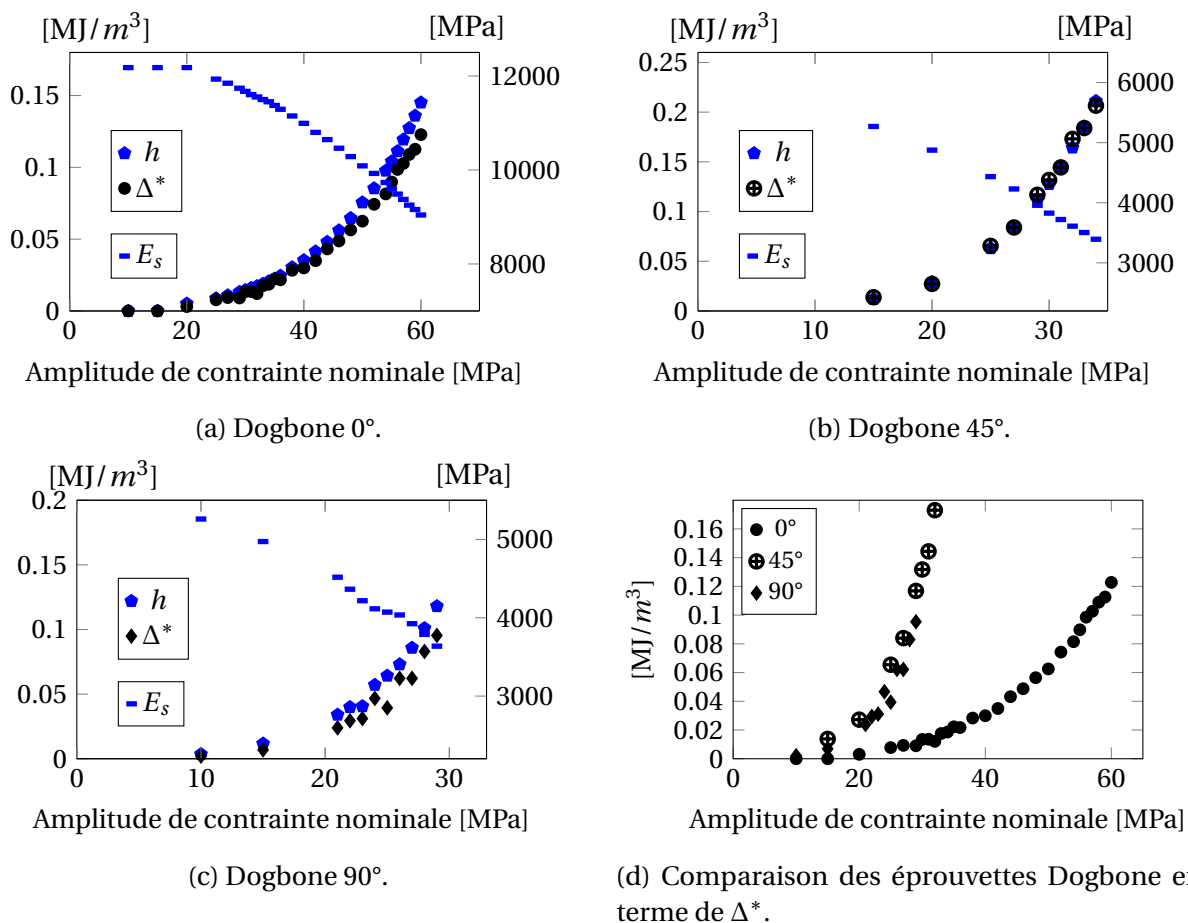 [MJ/m³] [MPa]
0 0.05 0.1 0.15
8000 10000 12000
h
Δ*
E_s
0 20 40 60
Amplitude de contrainte nominale [MPa]
(a) Dogbone 0°.
[MJ/m³] [MPa]
0 0.05 0.1 0.15 0.2 0.25
3000 4000 5000 6000
h
Δ*
E_s
0 10 20 30
Amplitude de contrainte nominale [MPa]
(b) Dogbone 45°.
[MJ/m³] [MPa]
0 0.05 0.1 0.15 0.2
3000 4000 5000
h
Δ*
E_s
0 10 20 30
Amplitude de contrainte nominale [MPa]
(c) Dogbone 90°.
[MJ/m³]
0 0.02 0.04 0.06 0.08 0.1 0.12 0.14 0.16
0°
45°
90°
0 20 40 60
Amplitude de contrainte nominale [MPa]
(d) Comparaison des éprouvettes Dogbone e
terme de Δ*.